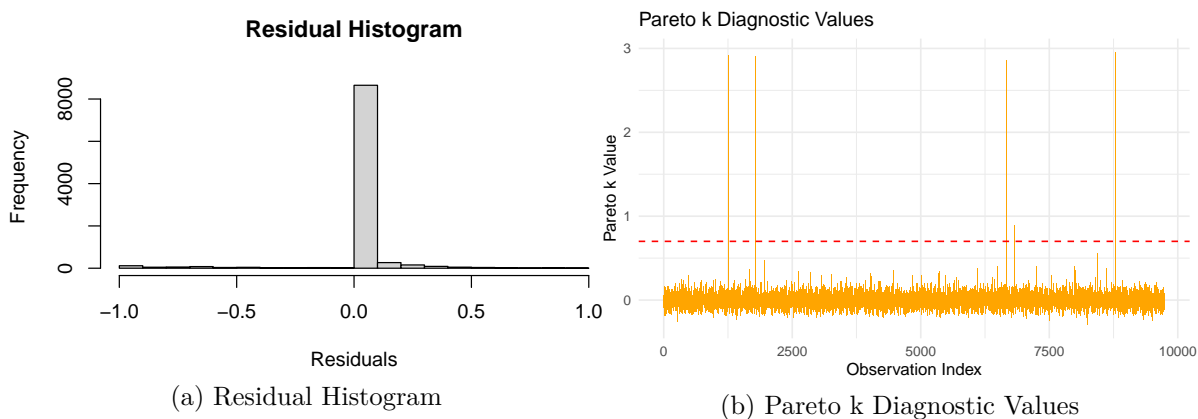 Residual Histogram
Frequency
8000
4000
0
−1.0 −0.5 0.0 0.5 1.0
Residuals
(a) Residual Histogram
Pareto k Diagnostic Values
Pareto k Value
3
2
1
0
0 2500 5000 7500 10000
Observation Index
(b) Pareto k Diagnostic Values